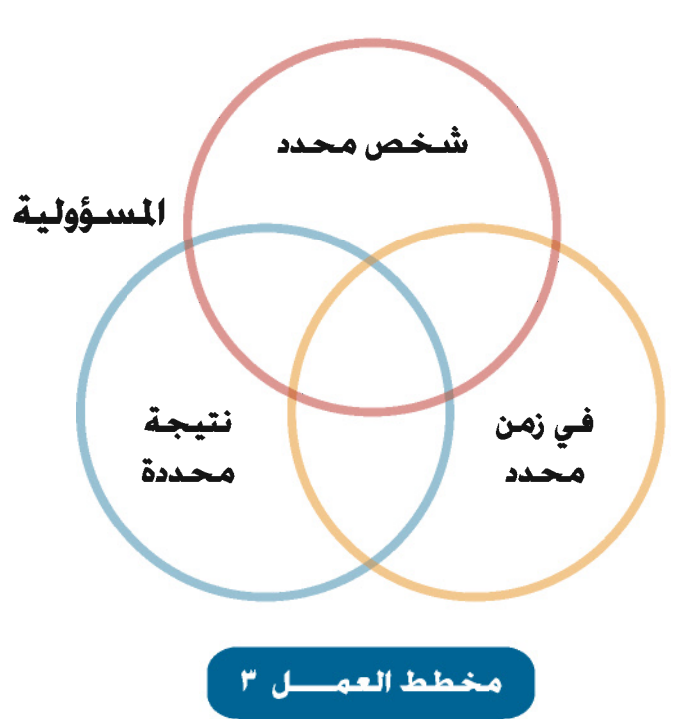 شخص محدد
المسؤولية
في زمن
محدد
نتيجة
محددة
مخطط العمل ٣